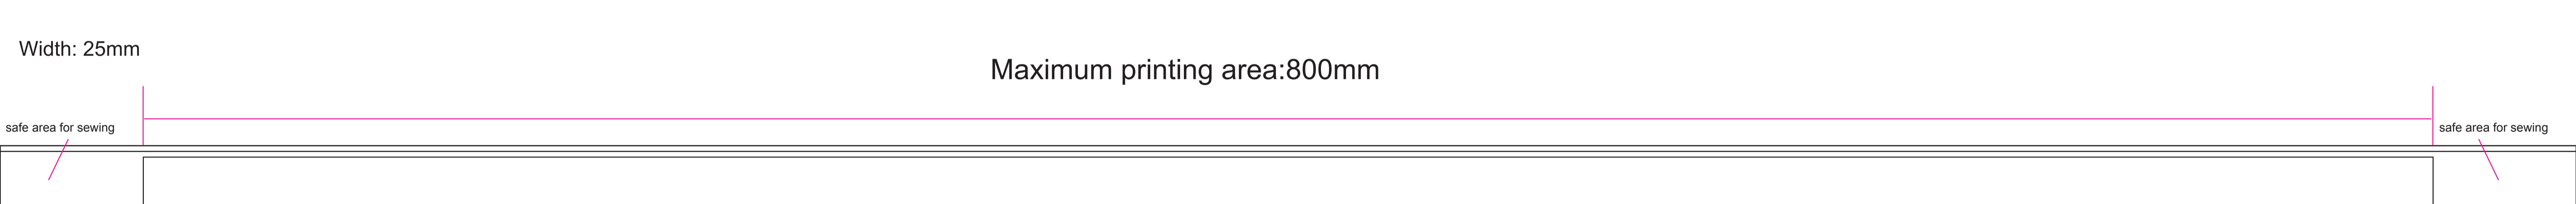 Width: 25mm
Maximum printing area:800mm
safe area for sewing
safe area for sewing